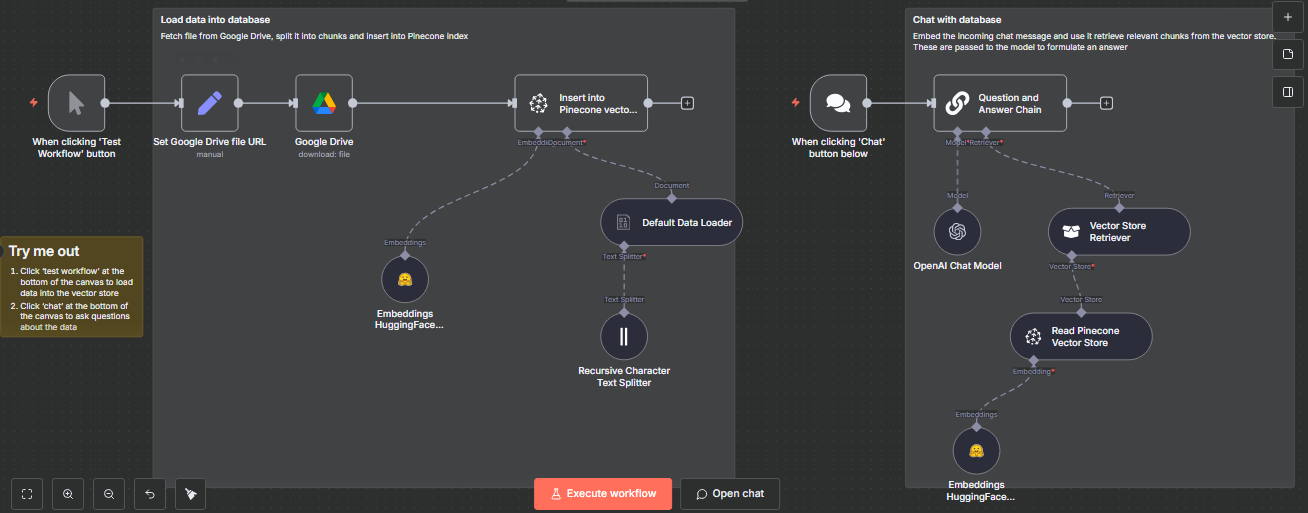 Load data into database
Fetch file from Google Drive, split it into chunks and insert into Pinecone index
When clicking 'Test
Workflow' button
Set Google Drive file URL
manual
Google Drive
download: file
Insert into
Pinecone vecto...
Document*
Embeddings
Embeddings
HuggingFace...
Document
Default Data Loader
Text Splitter*
Text Splitter
Recursive Character
Text Splitter
Try me out
1. Click 'test workflow' at the
bottom of the canvas to load
data into the vector store
2. Click 'chat' at the bottom of
the canvas to ask questions
about the data
Chat with database
Embed the incoming chat message and use it retrieve relevant chunks from the vector store.
These are passed to the model to formulate an answer
When clicking 'Chat'
button below
Question and
Answer Chain
Model*
Retriever*
Model
OpenAI Chat Model
Retriever
Vector Store
Retriever
Vector Store*
Vector Store
Read Pinecone
Vector Store
Embedding*
Embeddings
Embeddings
HuggingFace...
Execute workflow
Open chat